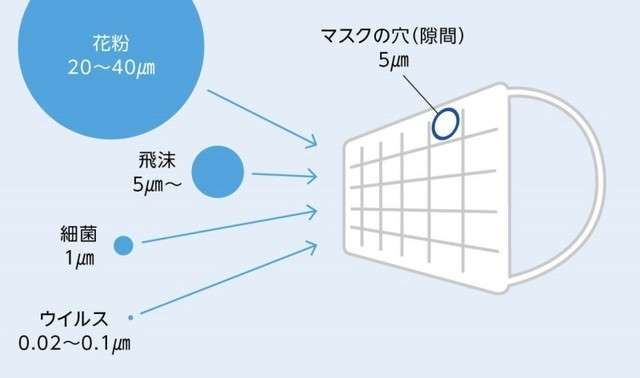 花粉
20〜40㎛
マスクの穴（隙間）
5㎛
飛沫
5㎛〜
細菌
1㎛
ウイルス
0.02〜0.1㎛